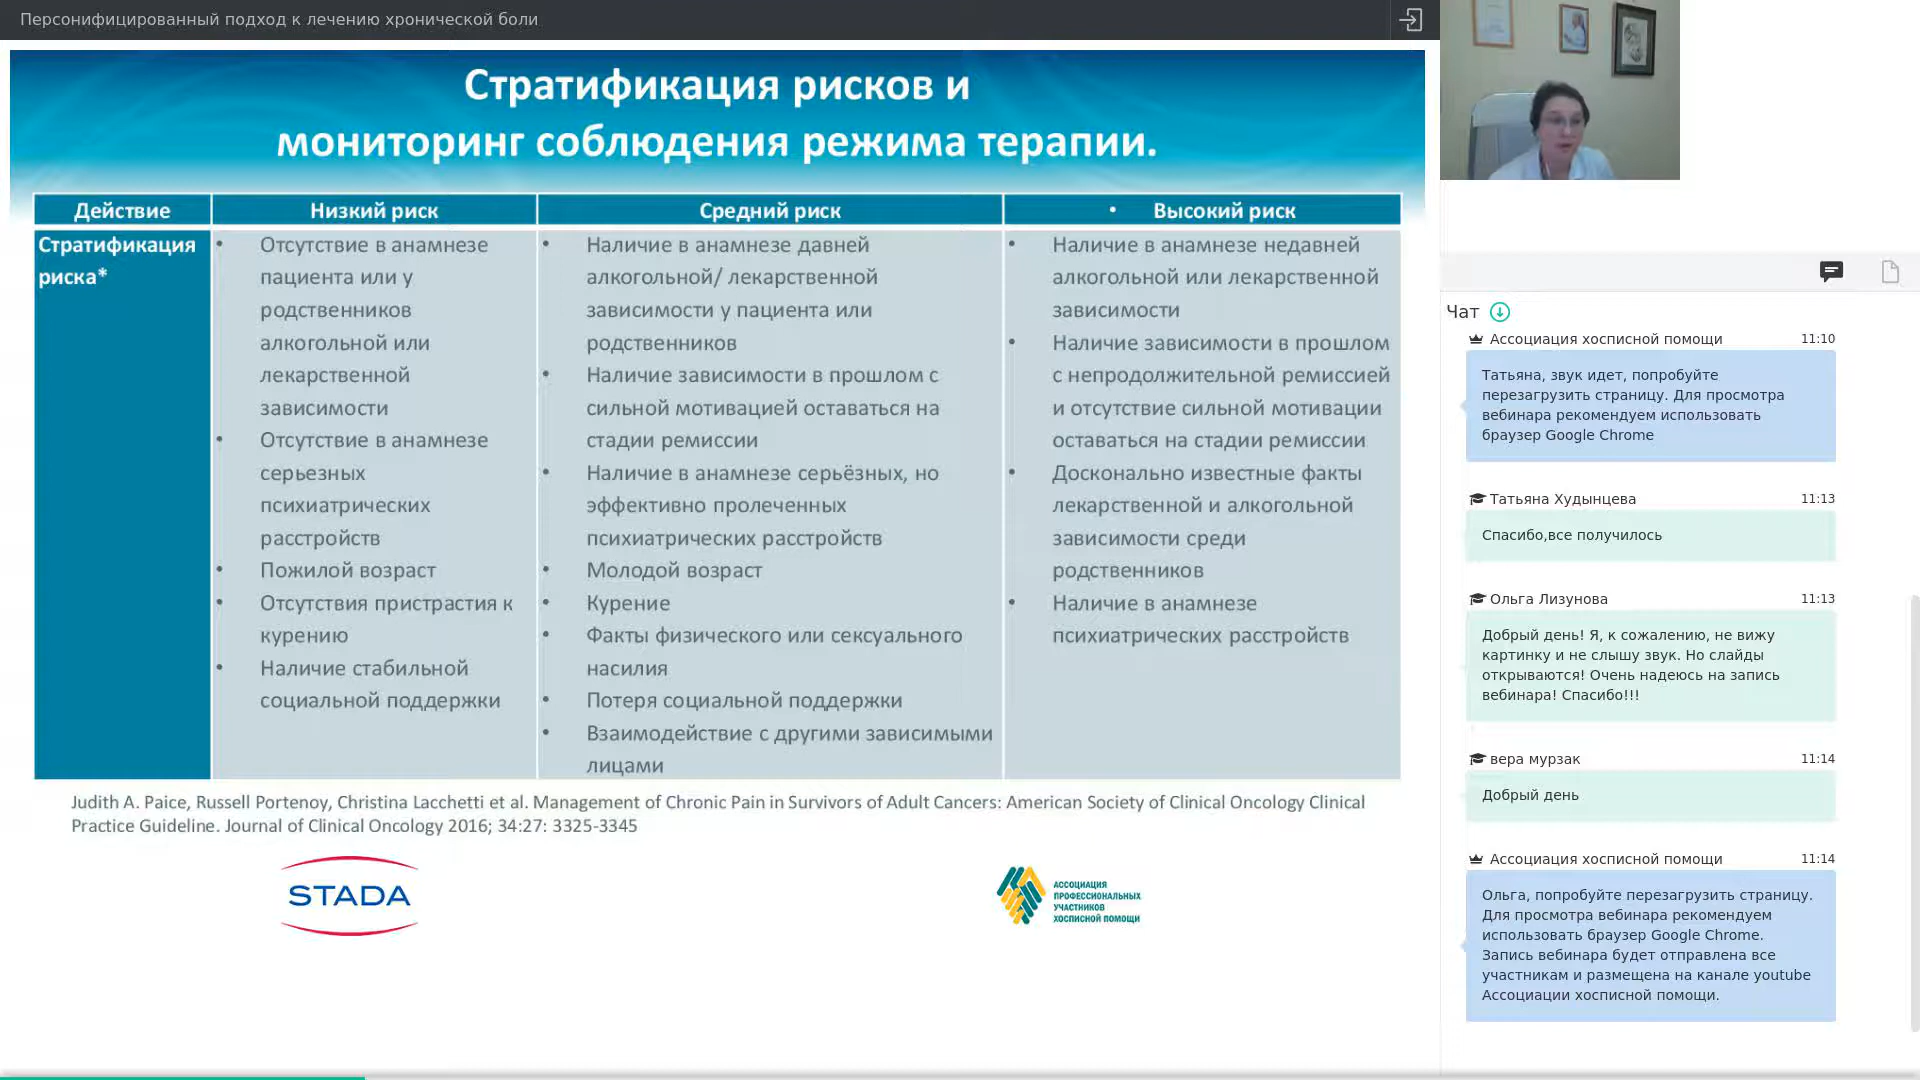 Персонифицированный подход к лечению хронической боли
Стратификация рисков и
мониторинг соблюдения режима терапии.
Действие
Низкий риск
Средний риск
• Высокий риск
Стратификация
риска*
• Отсутствие в анамнезе
пациента или у
родственников
алкогольной или
лекарственной
зависимости
• Отсутствие в анамнезе
серьезных
психиатрических
расстройств
• Пожилой возраст
• Отсутствия пристрастия к
курению
• Наличие стабильной
социальной поддержки
• Наличие в анамнезе давней
алкогольной/ лекарственной
зависимости у пациента или
родственников
• Наличие зависимости в прошлом с
сильной мотивацией оставаться на
стадии ремиссии
• Наличие в анамнезе серьёзных, но
эффективно пролеченных
психиатрических расстройств
• Молодой возраст
• Курение
• Факты физического или сексуального
насилия
• Потеря социальной поддержки
• Взаимодействие с другими зависимыми
лицами
• Наличие в анамнезе недавней
алкогольной или лекарственной
зависимости
• Наличие зависимости в прошлом
с непродолжительной ремиссией
и отсутствие сильной мотивации
оставаться на стадии ремиссии
• Досконально известные факты
лекарственной и алкогольной
зависимости среди
родственников
• Наличие в анамнезе
психиатрических расстройств
Judith A. Paice, Russell Portenoy, Christina Lacchetti et al. Management of Chronic Pain in Survivors of Adult Cancers: American Society of Clinical Oncology Clinical
Practice Guideline. Journal of Clinical Oncology 2016; 34:27: 3325-3345
STADA
АССОЦИАЦИЯ
ПРОФЕССИОНАЛЬНЫХ
УЧАСТНИКОВ
ХОСПИСНОЙ ПОМОЩИ
Чат
Ассоциация хосписной помощи 11:10
Татьяна, звук идет, попробуйте
перезагрузить страницу. Для просмотра
вебинара рекомендуем использовать
браузер Google Chrome
Татьяна Худынцева 11:13
Спасибо,все получилось
Ольга Лизунова 11:13
Добрый день! Я, к сожалению, не вижу
картинку и не слышу звук. Но слайды
открываются! Очень надеюсь на запись
вебинара! Спасибо!!!
вера мурзак 11:14
Добрый день
Ассоциация хосписной помощи 11:14
Ольга, попробуйте перезагрузить страницу.
Для просмотра вебинара рекомендуем
использовать браузер Google Chrome.
Запись вебинара будет отправлена все
участникам и размещена на канале youtube
Ассоциации хосписной помощи.